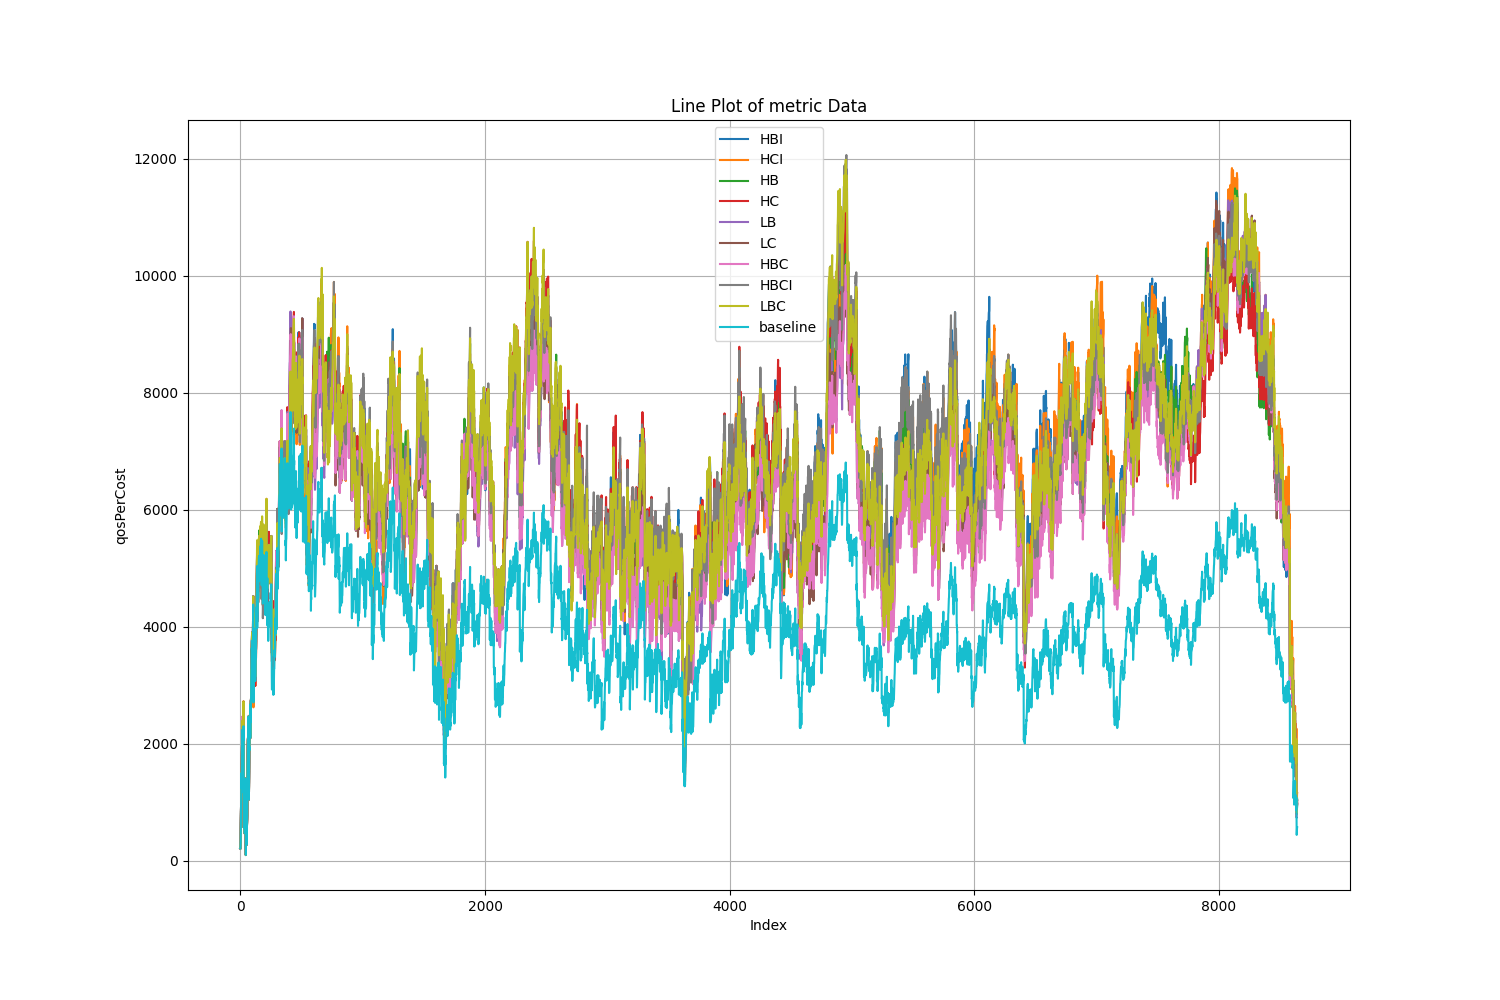 Line Plot of metric Data
HBI
HCI
HB
HC
LB
LC
HBC
HBCI
LBC
baseline
12000
10000
8000
6000
4000
2000
0
qosPerCost
0 2000 4000 6000 8000
Index